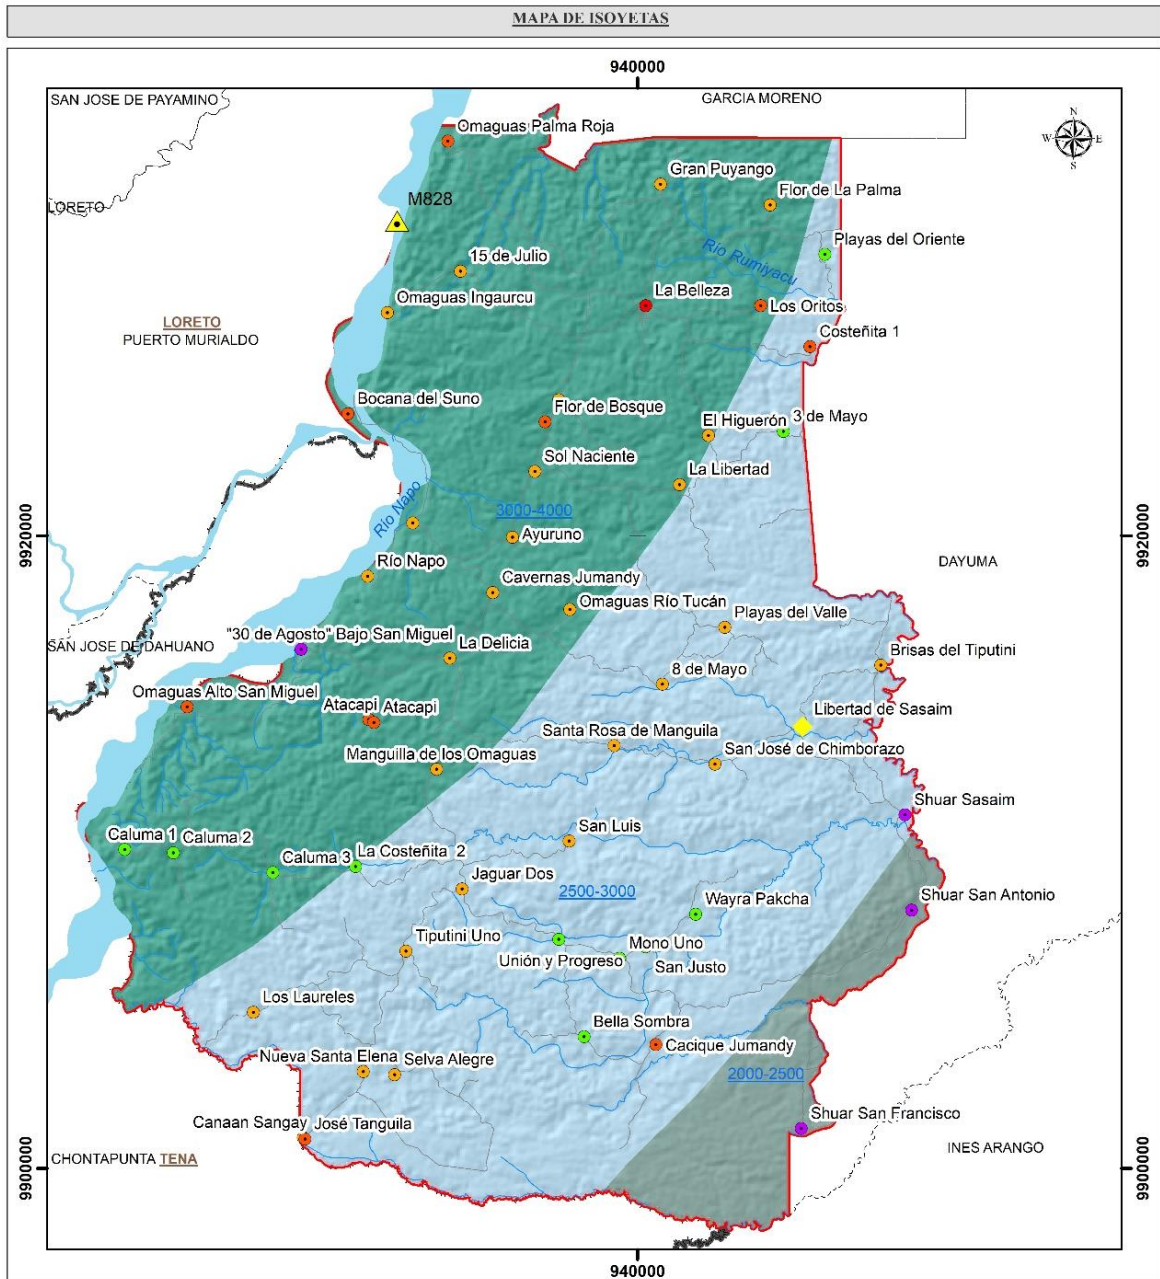 MAPA DE ISOYETAS
940000
SAN JOSE DE PAYAMINO
GARCIA MORENO
N
W E
S
Omaguas Palma Roja
Gran Puyango
Flor de La Palma
LORETO
M828
Playas del Oriente
15 de Julio
Río Rumiyacu
La Belleza
Los Oritos
Omaguas Ingaurcu
LORETO
PUERTO MURIALDO
Costeñita 1
Bocana del Suno
Flor de Bosque
El Higuerón
3 de Mayo
Sol Naciente
La Libertad
Río Napo
3000-4000
9920000
9920000
Ayuruno
DAYUMA
Río Napo
Cavernas Jumandy
Omaguas Río Tucán
Playas del Valle
SAN JOSE DE DAHUANO
"30 de Agosto" Bajo San Miguel
La Delicia
8 de Mayo
Brisas del Tiputini
Omaguas Alto San Miguel
Atacapi
Atacapi
Libertad de Sasaim
Santa Rosa de Manguila
San José de Chimborazo
Manguilla de los Omaguas
Shuar Sasaim
Caluma 1
Caluma 2
San Luis
Caluma 3
La Costeñita 2
Jaguar Dos
2500-3000
Wayra Pakcha
Shuar San Antonio
Tiputini Uno
Mono Uno
Unión y Progreso
San Justo
Los Laureles
Bella Sombra
Cacique Jumandy
Nueva Santa Elena
Selva Alegre
2000-2500
Canaan Sangay
José Tanguila
Shuar San Francisco
INES ARANGO
CHONTAPUNTA TENA
9900000
9900000
940000